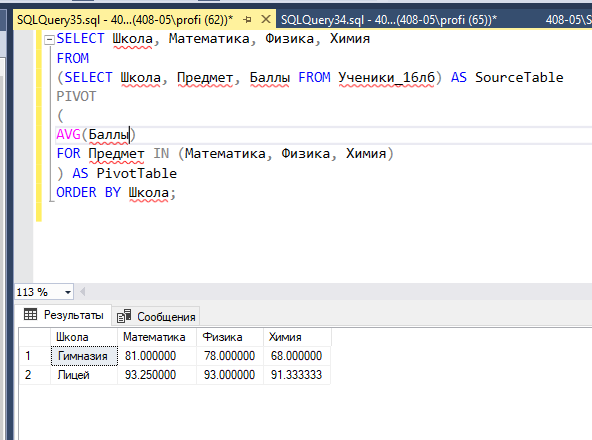 SQLQuery35.sql - 40...(408-05\profi (62))* SQLQuery34.sql - 40...(408-05\profi (65))* 408-05\S
SELECT Школа, Математика, Физика, Химия
FROM
(SELECT Школа, Предмет, Баллы FROM Ученики_16лб) AS SourceTable
PIVOT
(
AVG(Баллы)
FOR Предмет IN (Математика, Физика, Химия)
) AS PivotTable
ORDER BY Школа;
113 %
Результаты Сообщения
Школа Математика Физика Химия
1 Гимназия 81.000000 78.000000 68.000000
2 Лицей 93.250000 93.000000 91.333333